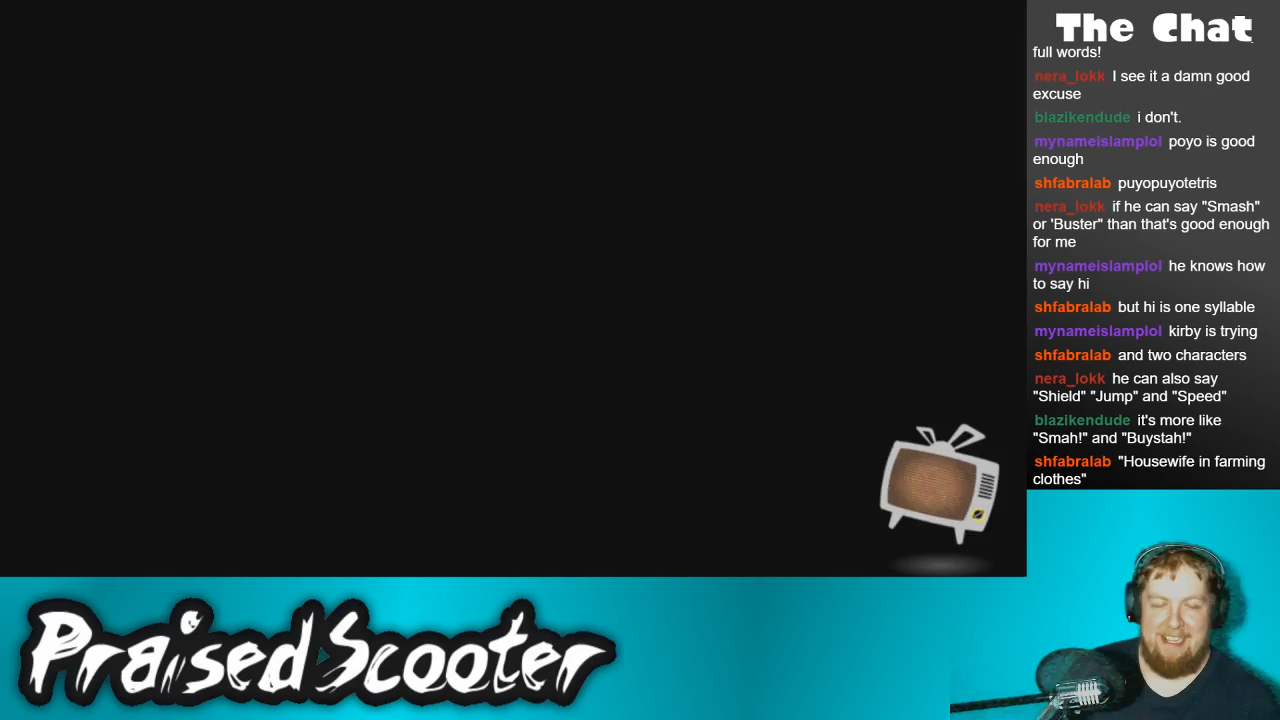 The Chat
full words!
nera_lokk I see it a damn good
excuse
blazikendude i don't.
mynameislamplol poyo is good
enough
shfabralab puyopuyotetris
nera_lokk if he can say "Smash"
or 'Buster" than that's good enough
for me
mynameislamplol he knows how
to say hi
shfabralab but hi is one syllable
mynameislamplol kirby is trying
shfabralab and two characters
nera_lokk he can also say
"Shield" "Jump" and "Speed"
blazikendude it's more like
"Smah!" and "Buystah!"
shfabralab "Housewife in farming
clothes"
PraisedScooter